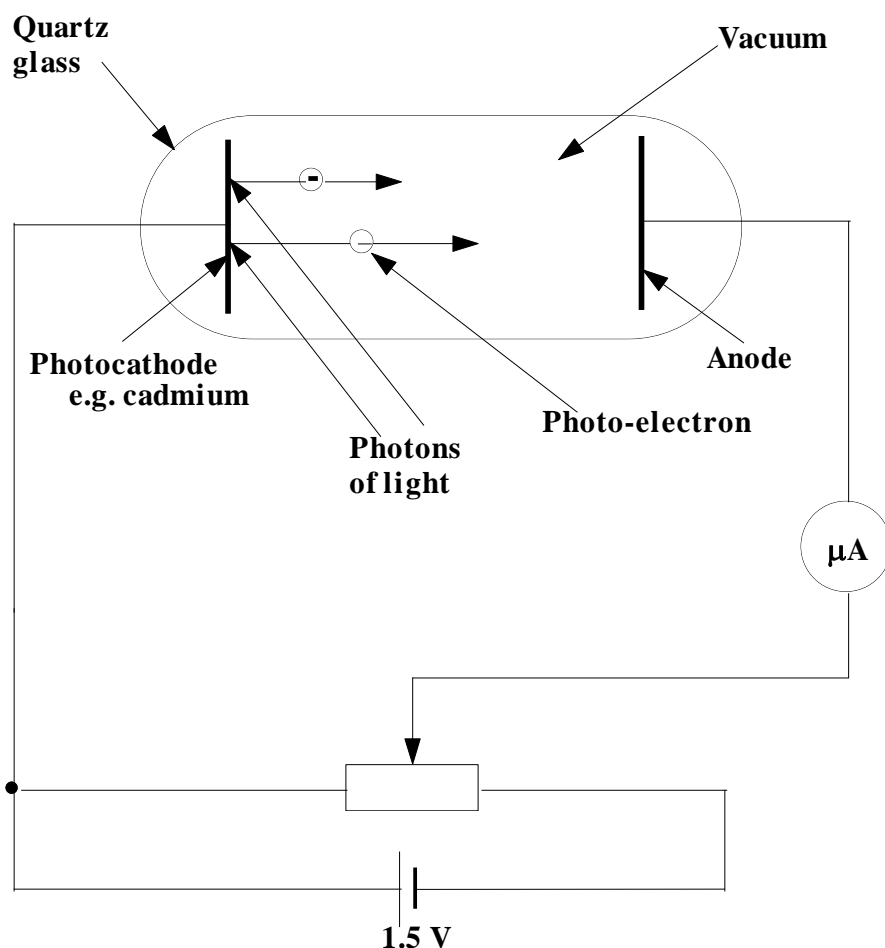 Quartz
glass
Vacuum
-
Photocathode
e.g. cadmium
Anode
Photo-electron
Photons
of light
μA
1.5 V